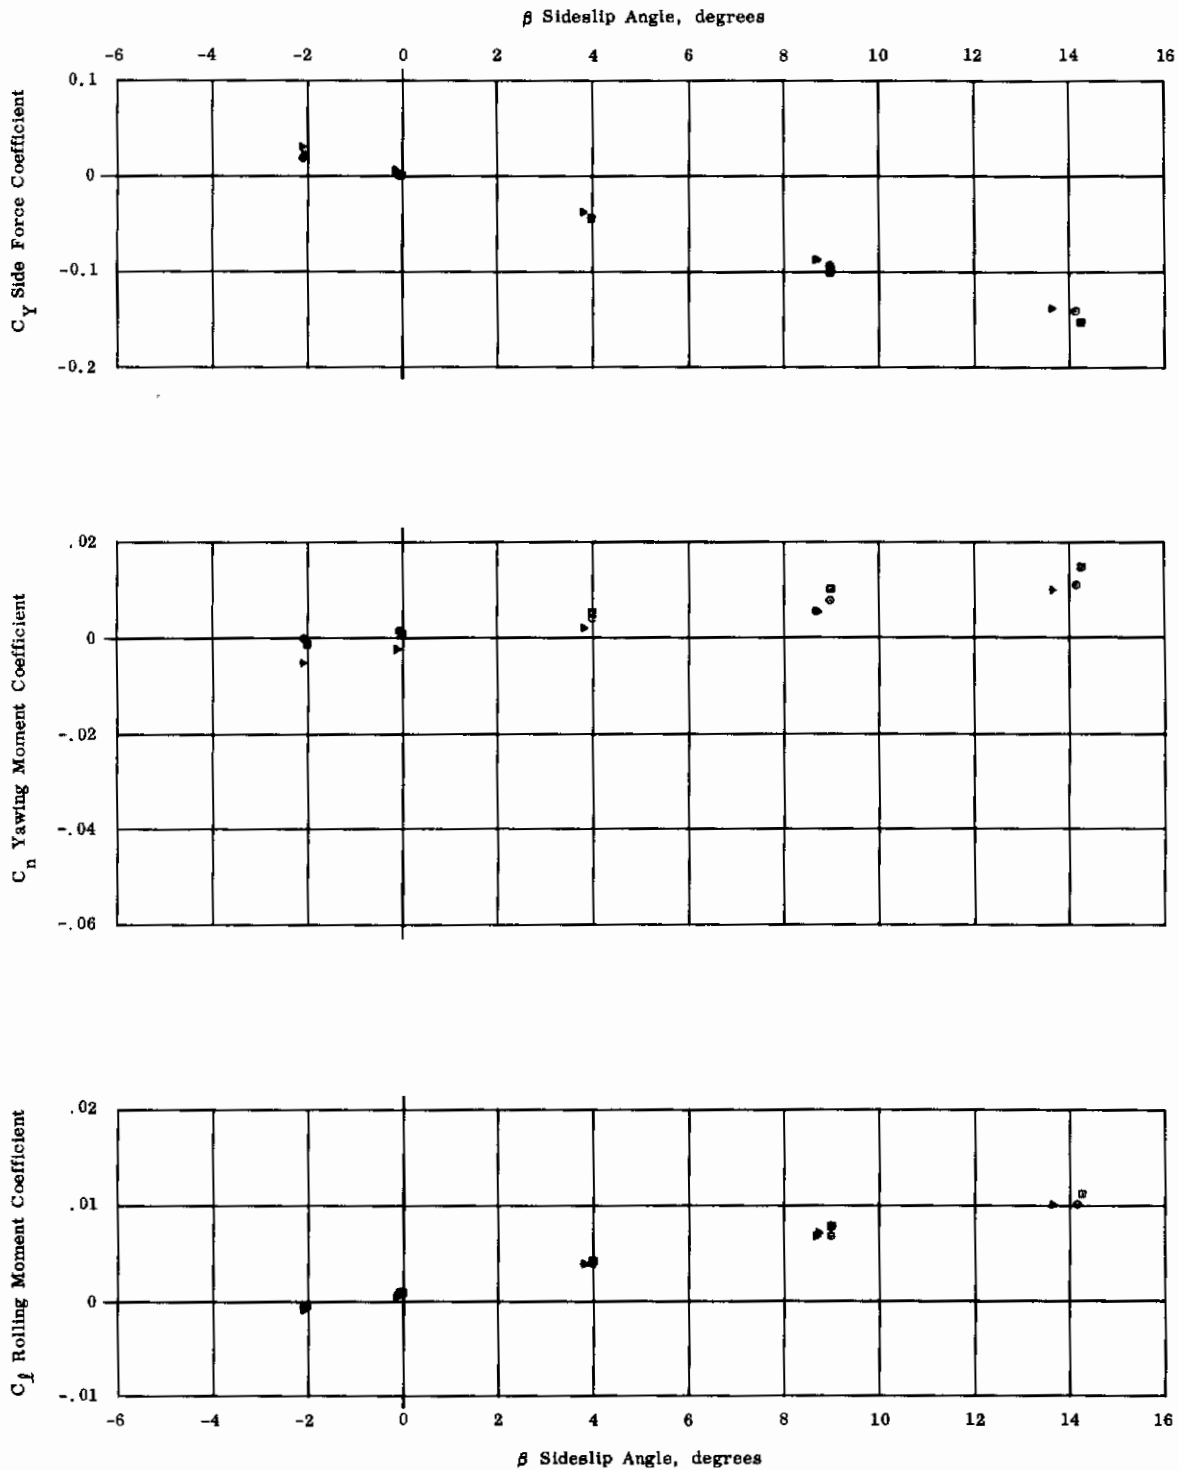 β Sideslip Angle, degrees
-6 -4 -2 0 2 4 6 8 10 12 14 16
C_Y Side Force Coefficient
0.1
0
-0.1
-0.2
C_n Yawing Moment Coefficient
.02
0
-.02
-.04
-.06
C_ℓ Rolling Moment Coefficient
.02
.01
0
-.01
-6 -4 -2 0 2 4 6 8 10 12 14 16
β Sideslip Angle, degrees